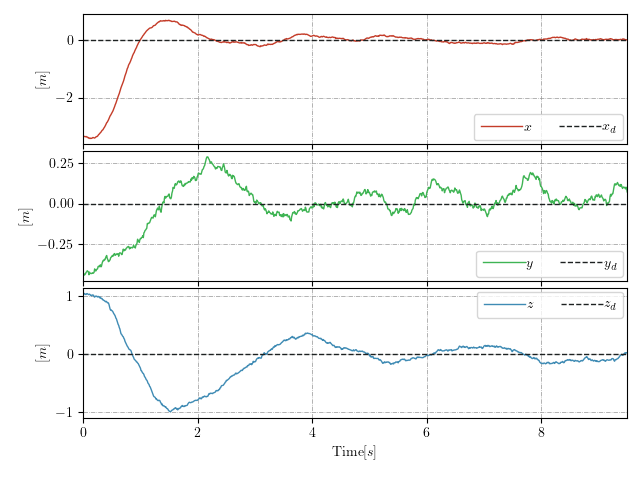 0
−2
[m]
x x_d
0.25
0.00
−0.25
[m]
y y_d
1
0
−1
[m]
z z_d
0 2 4 6 8
Time[s]